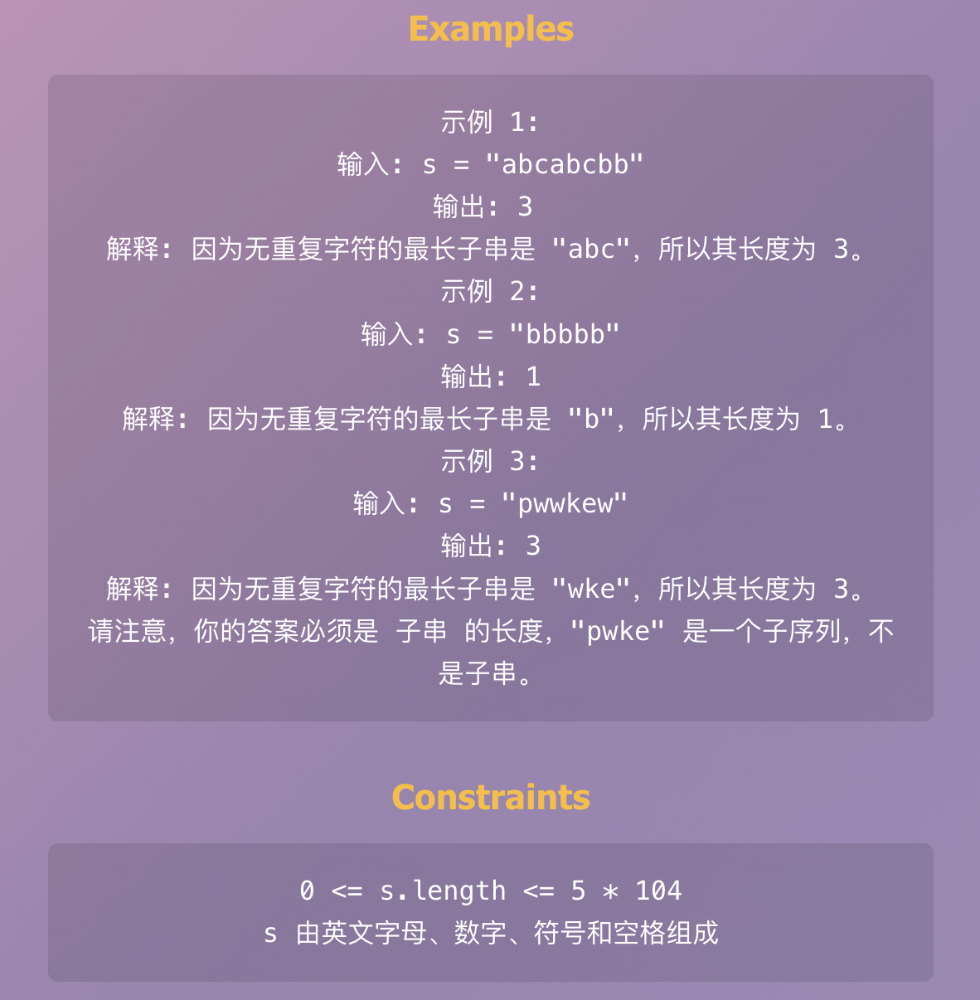 Examples
示例 1:
输入: s = "abcabcbb"
输出: 3
解释: 因为无重复字符的最长子串是 "abc"，所以其长度为 3。
示例 2:
输入: s = "bbbbb"
输出: 1
解释: 因为无重复字符的最长子串是 "b"，所以其长度为 1。
示例 3:
输入: s = "pwwkew"
输出: 3
解释: 因为无重复字符的最长子串是 "wke"，所以其长度为 3。
请注意，你的答案必须是 子串 的长度，"pwke" 是一个子序列，不
是子串。
Constraints
0 <= s.length <= 5 * 104
s 由英文字母、数字、符号和空格组成